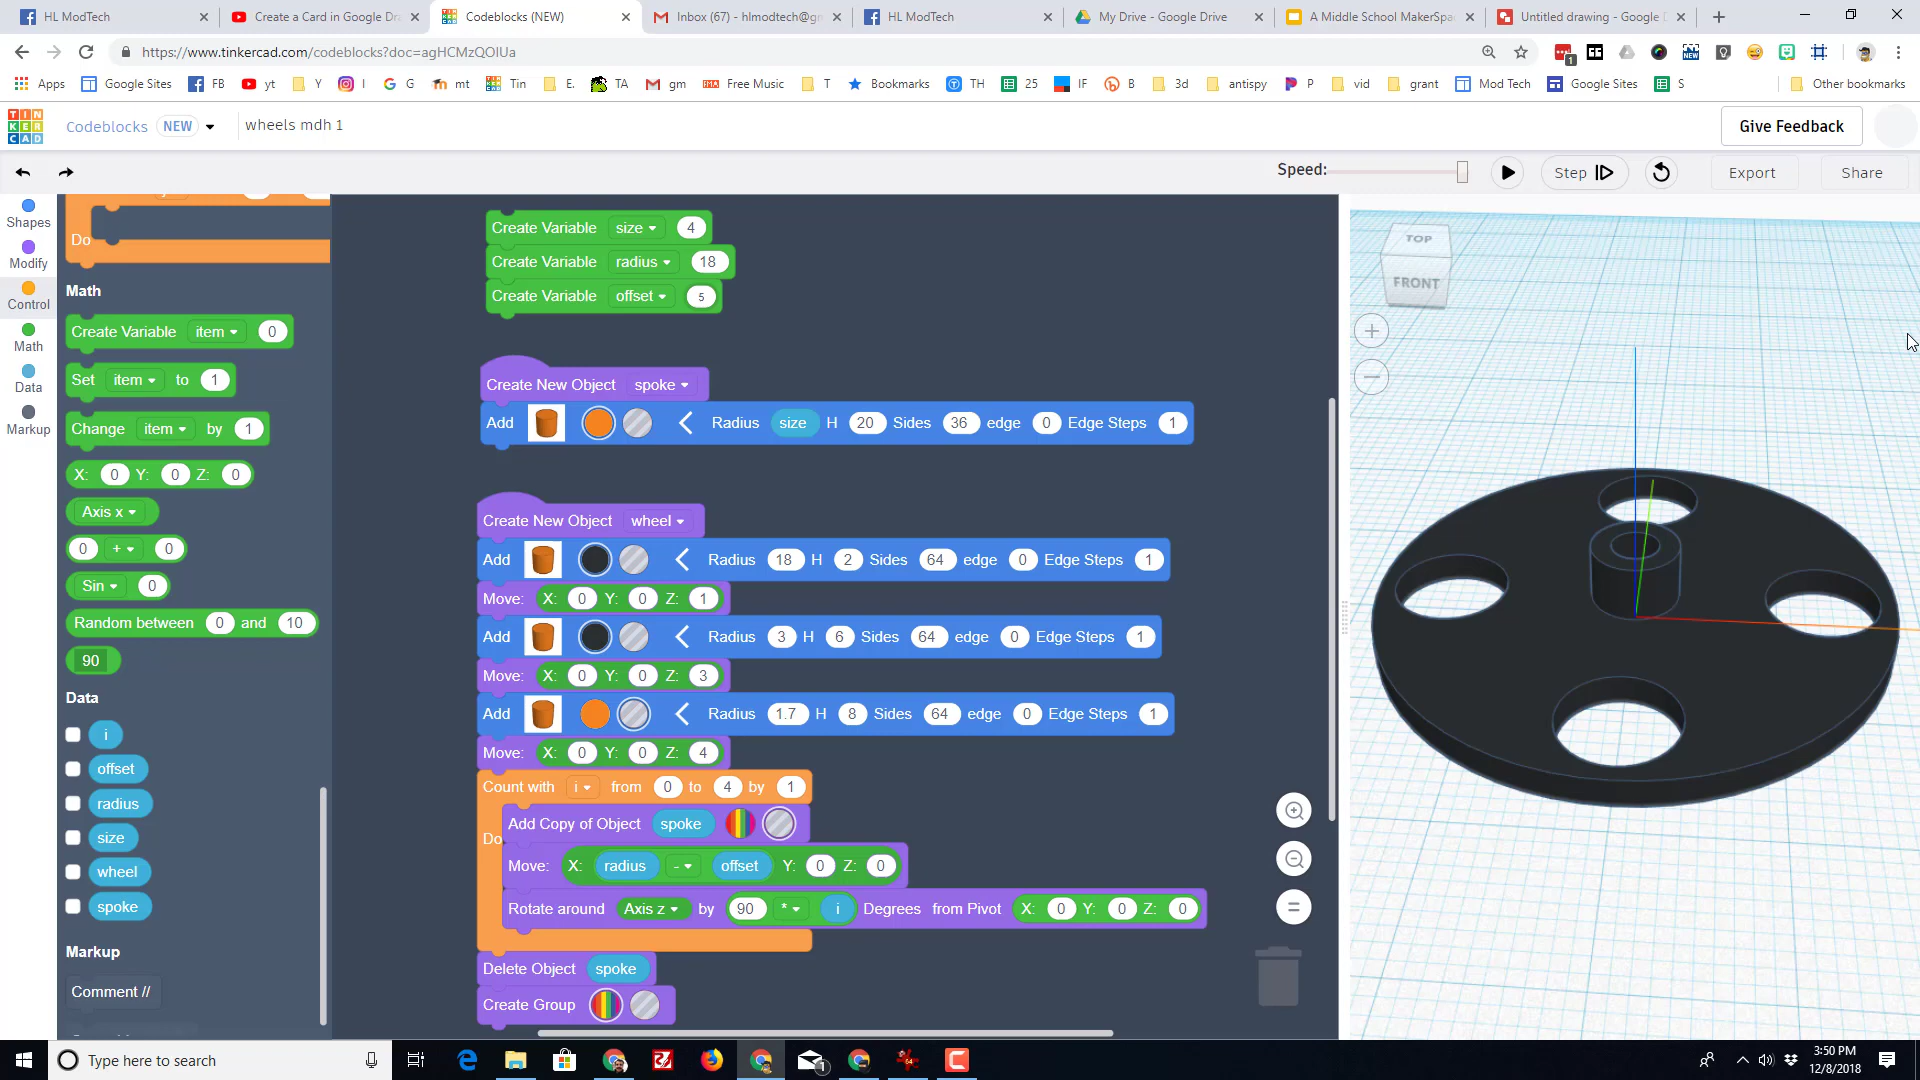 HL ModTech
Create a Card in Google Dra
Codeblocks (NEW)
Inbox (67) - hlmodtech@gm
HL ModTech
My Drive - Google Drive
A Middle School MakerSpa
Untitled drawing - Google D
https://www.tinkercad.com/codeblocks?doc=agHCMzQOlUa
1
Apps Google Sites FB yt Y I G mt Tin E. TA gm Free Music T Bookmarks TH 25 IF B 3d antispy P vid grant Mod Tech Google Sites S Other bookmarks
TIN
KER
CAD
Codeblocks NEW
wheels mdh 1
Give Feedback
Speed:
Step
Export
Share
Shapes
Modify
Control
Math
Data
Markup
Do
Math
Create Variable item 0
Set item to 1
Change item by 1
X: 0 Y: 0 Z: 0
Axis x
0 + 0
Sin 0
Random between 0 and 10
90
Data
i
offset
radius
size
wheel
spoke
Markup
Comment //
Create Variable size 4
Create Variable radius 18
Create Variable offset 5
Create New Object spoke
Add Radius size H 20 Sides 36 edge 0 Edge Steps 1
Create New Object wheel
Add Radius 18 H 2 Sides 64 edge 0 Edge Steps 1
Move: X: 0 Y: 0 Z: 1
Add Radius 3 H 6 Sides 64 edge 0 Edge Steps 1
Move: X: 0 Y: 0 Z: 3
Add Radius 1.7 H 8 Sides 64 edge 0 Edge Steps 1
Move: X: 0 Y: 0 Z: 4
Count with i from 0 to 4 by 1
Add Copy of Object spoke
Do
Move: X: radius - offset Y: 0 Z: 0
Rotate around Axis z by 90 * i Degrees from Pivot X: 0 Y: 0 Z: 0
Delete Object spoke
Create Group
TOP
FRONT
Type here to search
1
3:50 PM
12/8/2018